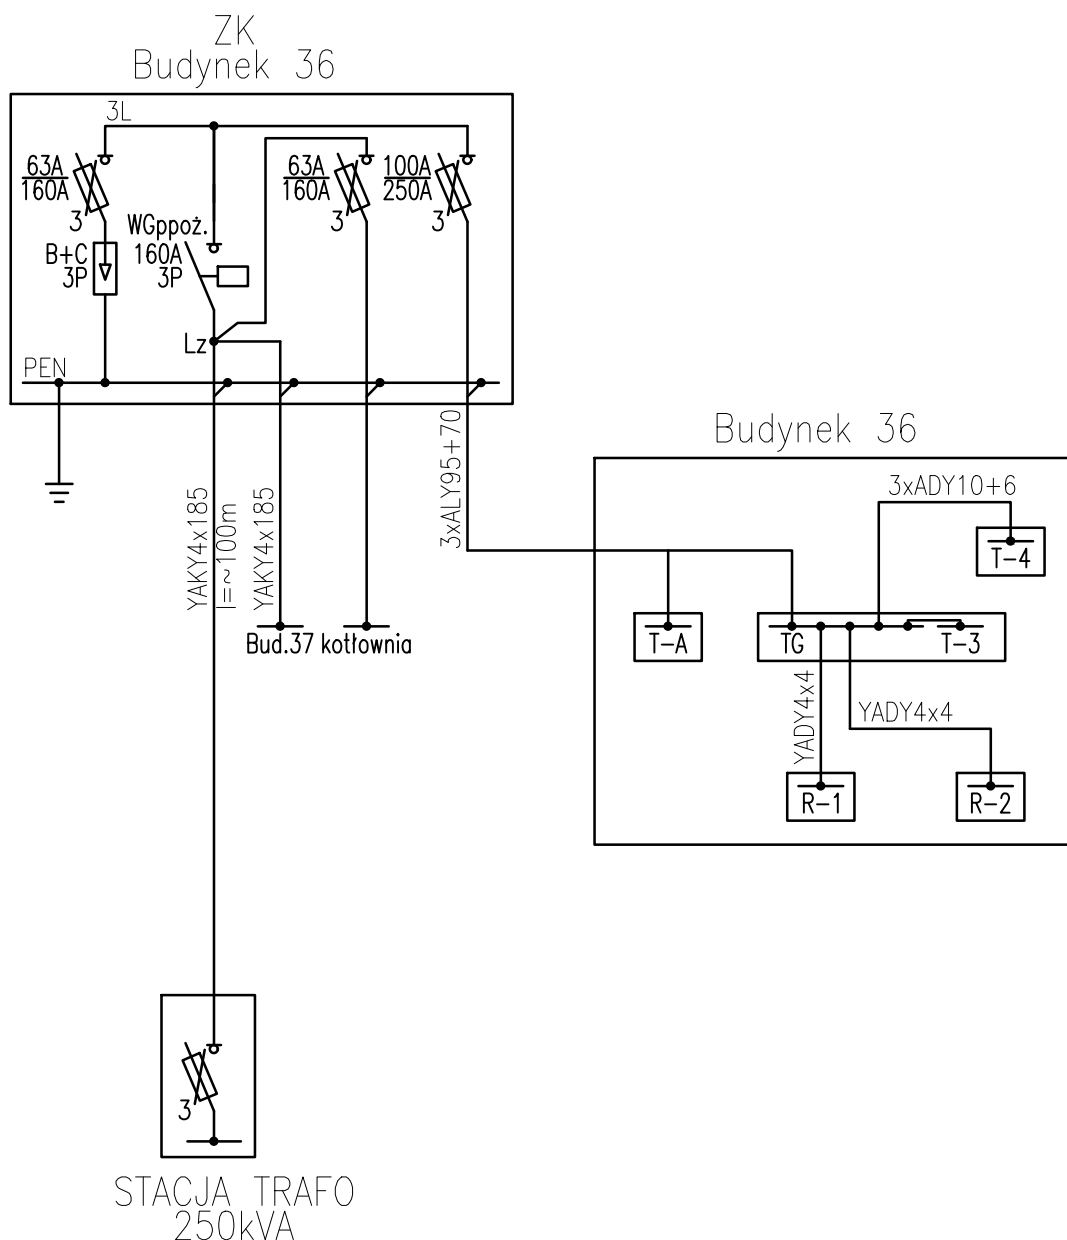 ZK
Budynek 36
3L
63A
160A
3
B+C
3P
WGppoż.
160A
3P
63A
160A
3
100A
250A
3
Lz
PEN
YAKY4x185
l=~100m
YAKY4x185
3xALY95+70
Bud.37 kotłownia
Budynek 36
3xADY10+6
T-4
T-A
TG
T-3
YADY4x4
YADY4x4
R-1
R-2
3
STACJA TRAFO
250kVA